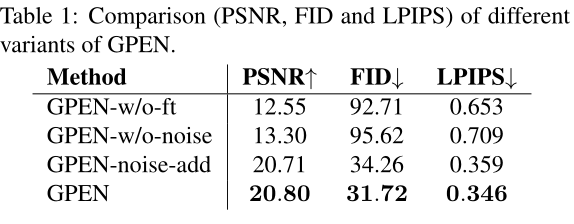 Table 1: Comparison (PSNR, FID and LPIPS) of different
variants of GPEN.
Method PSNR↑ FID↓ LPIPS↓
GPEN-w/o-ft 12.55 92.71 0.653
GPEN-w/o-noise 13.30 95.62 0.709
GPEN-noise-add 20.71 34.26 0.359
GPEN 20.80 31.72 0.346